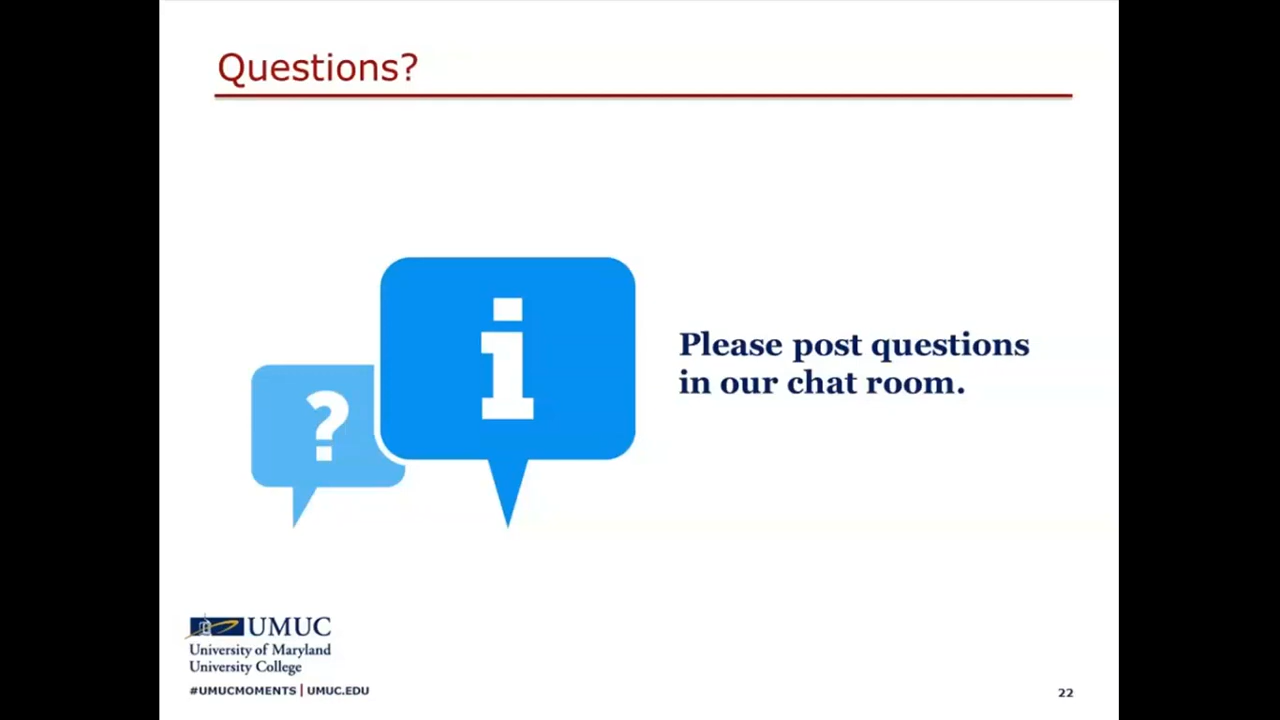 Questions?
?
i
Please post questions
in our chat room.
UMUC
University of Maryland
University College
#UMUCMOMENTS | UMUC.EDU
22